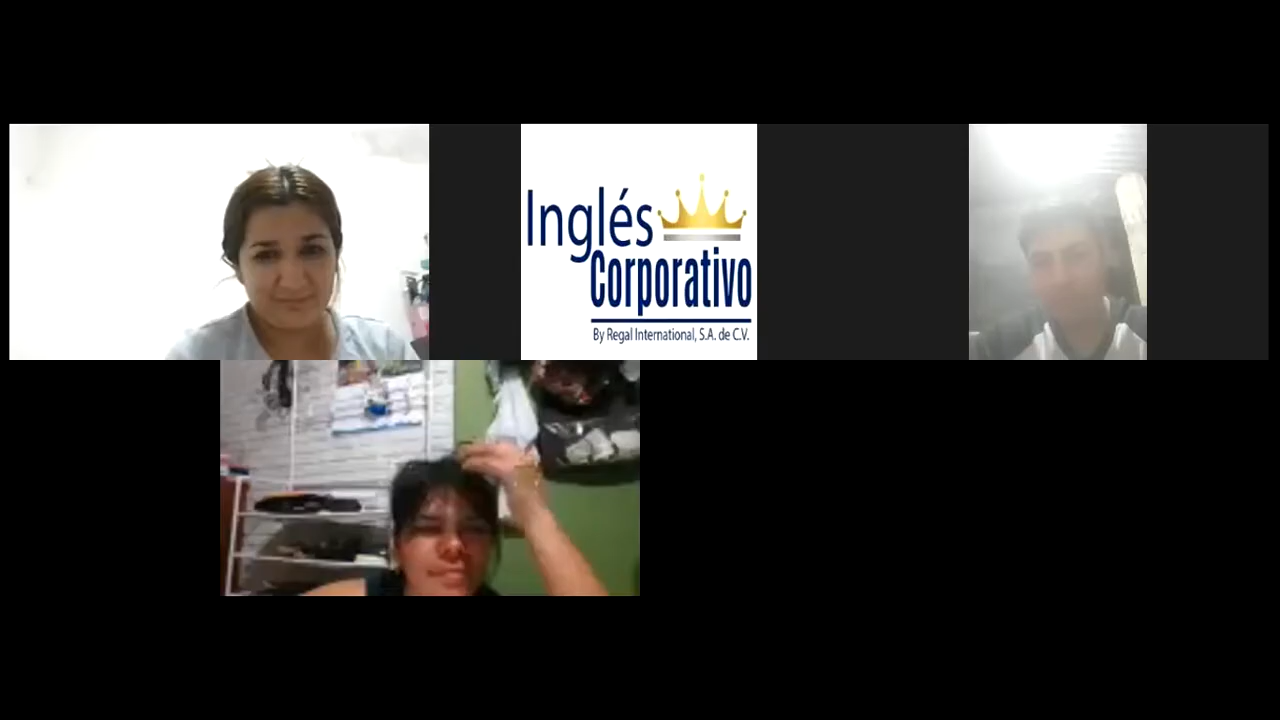 Inglés
Corporativo
By Regal International, S.A. de C.V.